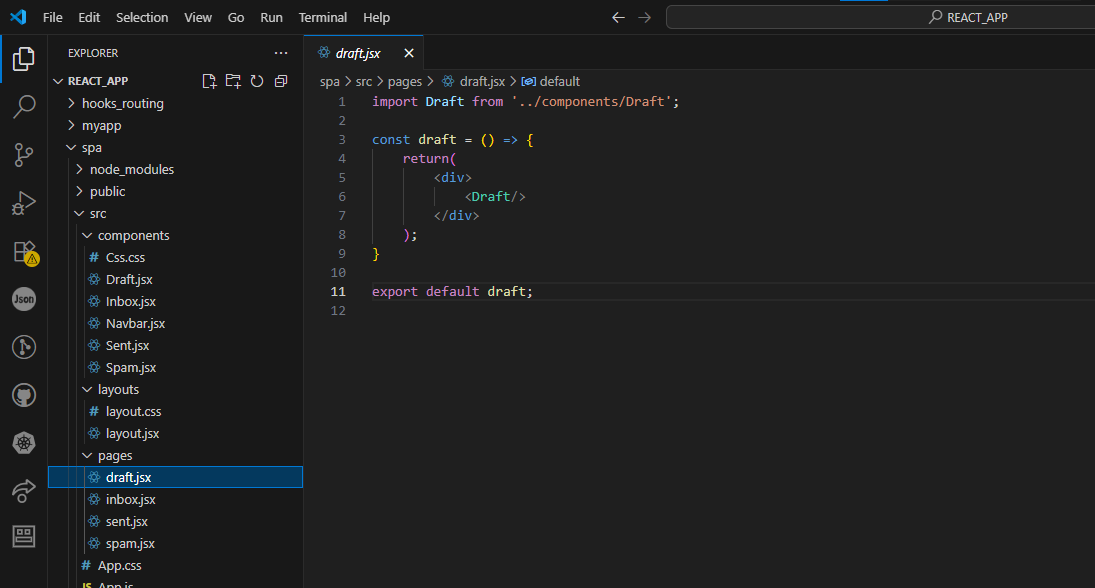 File Edit Selection View Go Run Terminal Help
REACT_APP
EXPLORER
draft.jsx
REACT_APP
spa > src > pages > draft.jsx > default
hooks_routing
myapp
spa
node_modules
public
src
components
# Css.css
Draft.jsx
Inbox.jsx
Navbar.jsx
Sent.jsx
Spam.jsx
layouts
# layout.css
layout.jsx
pages
draft.jsx
inbox.jsx
sent.jsx
spam.jsx
# App.css
JS App.js
Json
1 import Draft from '../components/Draft';
2
3 const draft = () => {
4 return(
5 <div>
6 <Draft/>
7 </div>
8 );
9 }
10
11 export default draft;
12